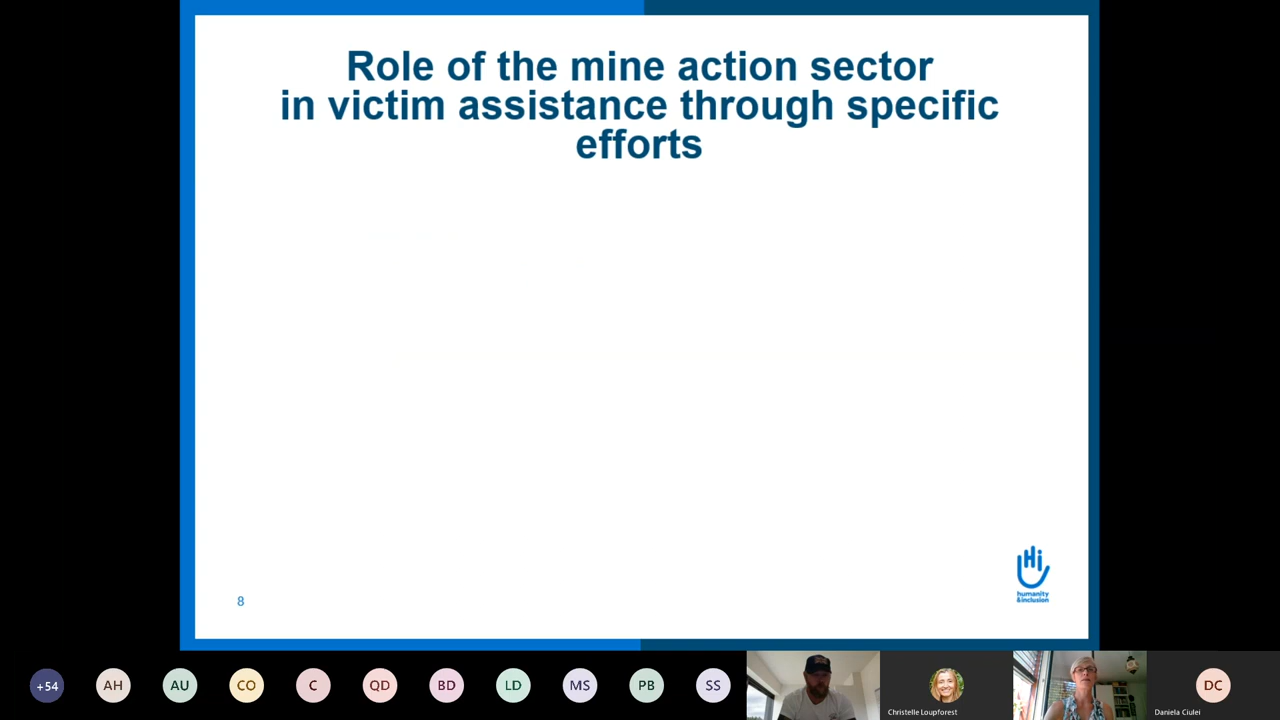 Role of the mine action sector
in victim assistance through specific
efforts
8
Hi
humanity
&inclusion
+54
AH
AU
CO
C
QD
BD
LD
MS
PB
SS
Christelle Loupforest
DC
Daniela Ciulei